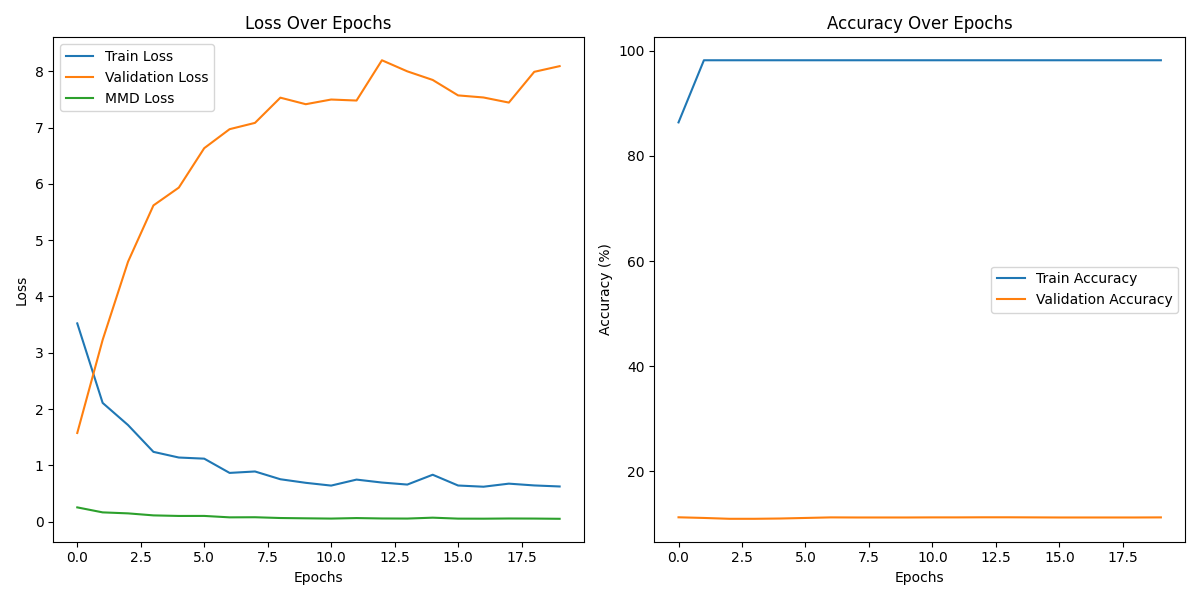 Loss Over Epochs
Train Loss
Validation Loss
MMD Loss
8
7
6
5
4
3
2
1
0
Loss
0.0 2.5 5.0 7.5 10.0 12.5 15.0 17.5
Epochs
Accuracy Over Epochs
100
80
60
40
20
Accuracy (%)
Train Accuracy
Validation Accuracy
0.0 2.5 5.0 7.5 10.0 12.5 15.0 17.5
Epochs